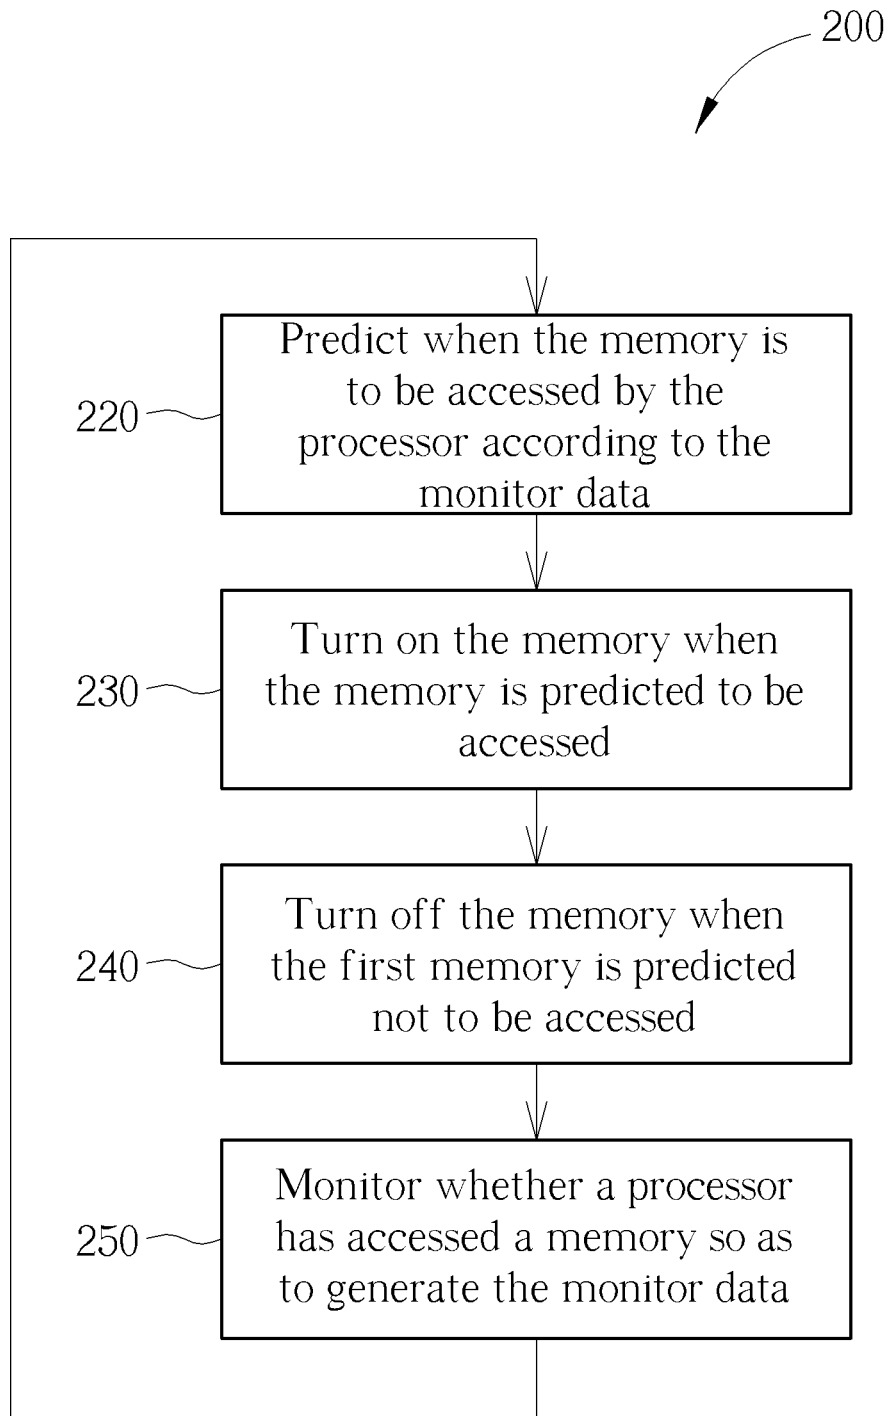 200
Predict when the memory is
to be accessed by the
processor according to the
monitor data
220
Turn on the memory when
the memory is predicted to be
accessed
230
Turn off the memory when
the first memory is predicted
not to be accessed
240
Monitor whether a processor
has accessed a memory so as
to generate the monitor data
250